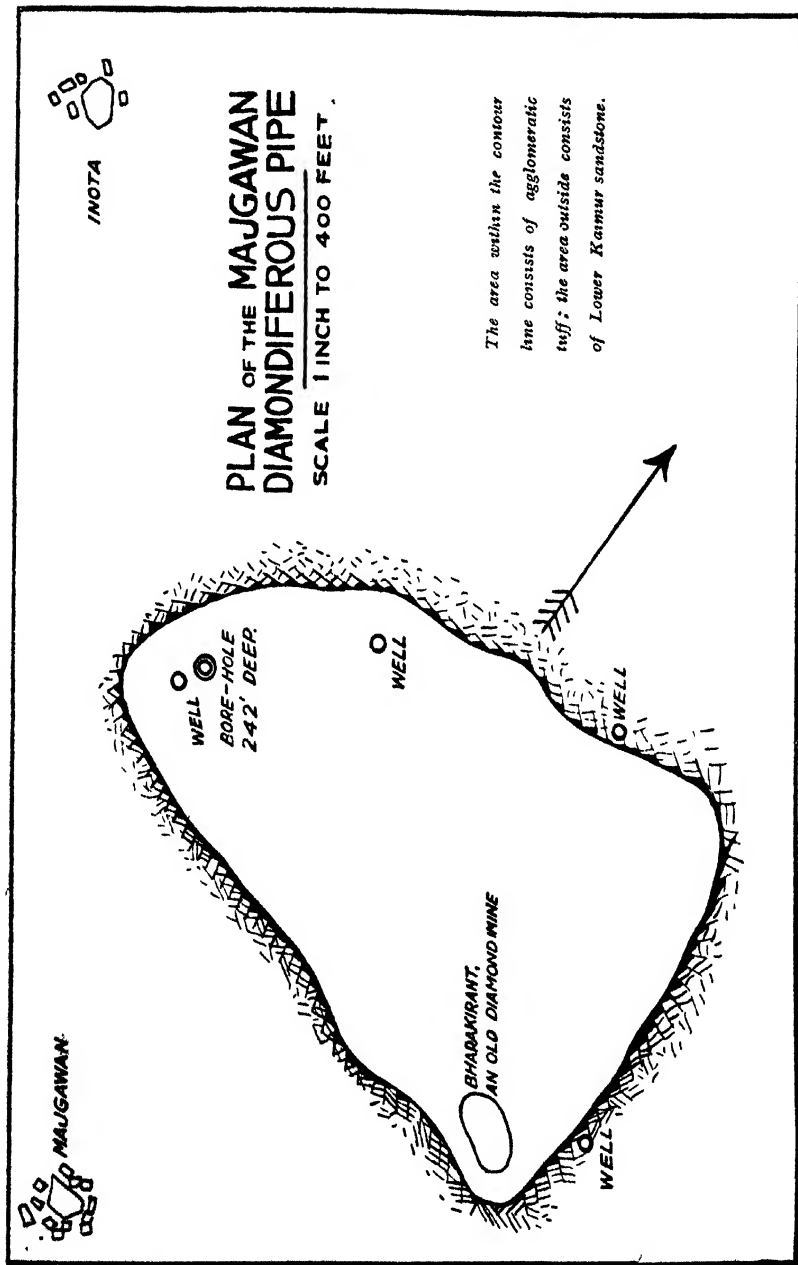 MAJGAWAN.
INOTA
PLAN OF THE MAJGAWAN
DIAMONDIFEROUS PIPE
SCALE 1 INCH TO 400 FEET.
WELL
BORE-HOLE
242' DEEP.
WELL
WELL
BHADAKIRANT,
AN OLD DIAMOND MINE
WELL
The area within the contour
line consists of agglomeratic
tuff; the area outside consists
of Lower Kaimur sandstone.